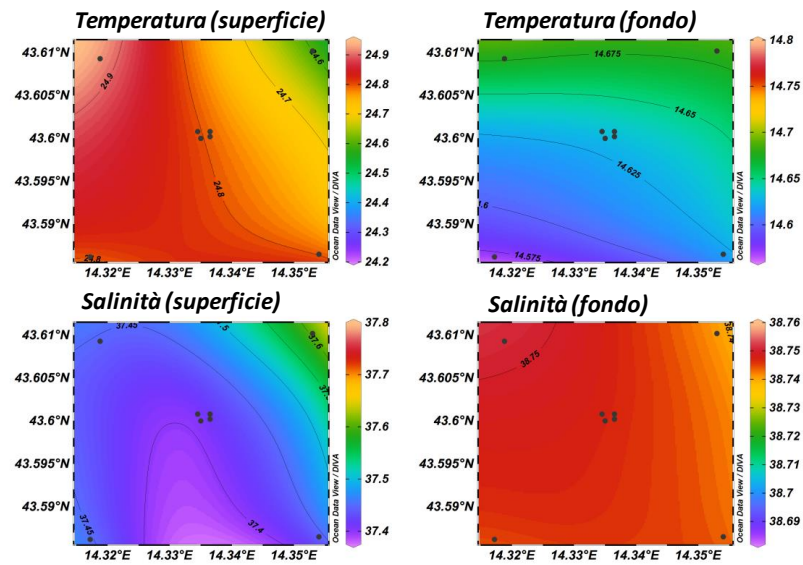 Temperatura (superficie)
43.61°N
43.605°N
43.6°N
43.595°N
43.59°N
14.32°E
14.33°E
14.34°E
14.35°E
24.9
24.8
24.7
24.6
24.5
24.4
24.3
24.2
24.9
24.6
24.7
24.8
24.8
Ocean Data View / DIVA
Temperatura (fondo)
43.61°N
43.605°N
43.6°N
43.595°N
43.59°N
14.32°E
14.33°E
14.34°E
14.35°E
14.8
14.75
14.7
14.65
14.6
14.675
14.65
14.625
14.575
Ocean Data View / DIVA
Salinità (superficie)
43.61°N
43.605°N
43.6°N
43.595°N
43.59°N
14.32°E
14.33°E
14.34°E
14.35°E
37.8
37.7
37.6
37.5
37.4
37.45
37.6
37.4
37.45
Ocean Data View / DIVA
Salinità (fondo)
43.61°N
43.605°N
43.6°N
43.595°N
43.59°N
14.32°E
14.33°E
14.34°E
14.35°E
38.76
38.75
38.74
38.73
38.72
38.71
38.7
38.69
38.75
38.74
Ocean Data View / DIVA